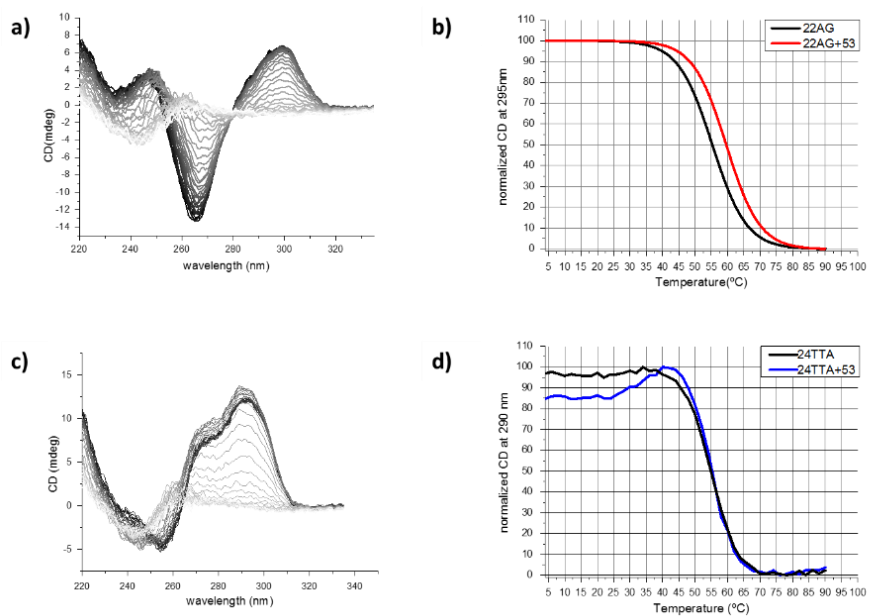 a)
10
8
6
4
2
0
-2
-4
-6
-8
-10
-12
-14
CD(mdeg)
220 240 260 280 300 320
wavelength (nm)
b)
22AG
22AG+53
110
100
90
80
70
60
50
40
30
20
10
0
normalized CD at 295nm
5 10 15 20 25 30 35 40 45 50 55 60 65 70 75 80 85 90 95 100
Temperature(ºC)
c)
15
10
5
0
-5
CD (mdeg)
220 240 260 280 300 320 340
wavelength (nm)
d)
24TTA
24TTA+53
110
100
90
80
70
60
50
40
30
20
10
0
normalized CD at 290 nm
5 10 15 20 25 30 35 40 45 50 55 60 65 70 75 80 85 90 95 100
Temperature (ºC)